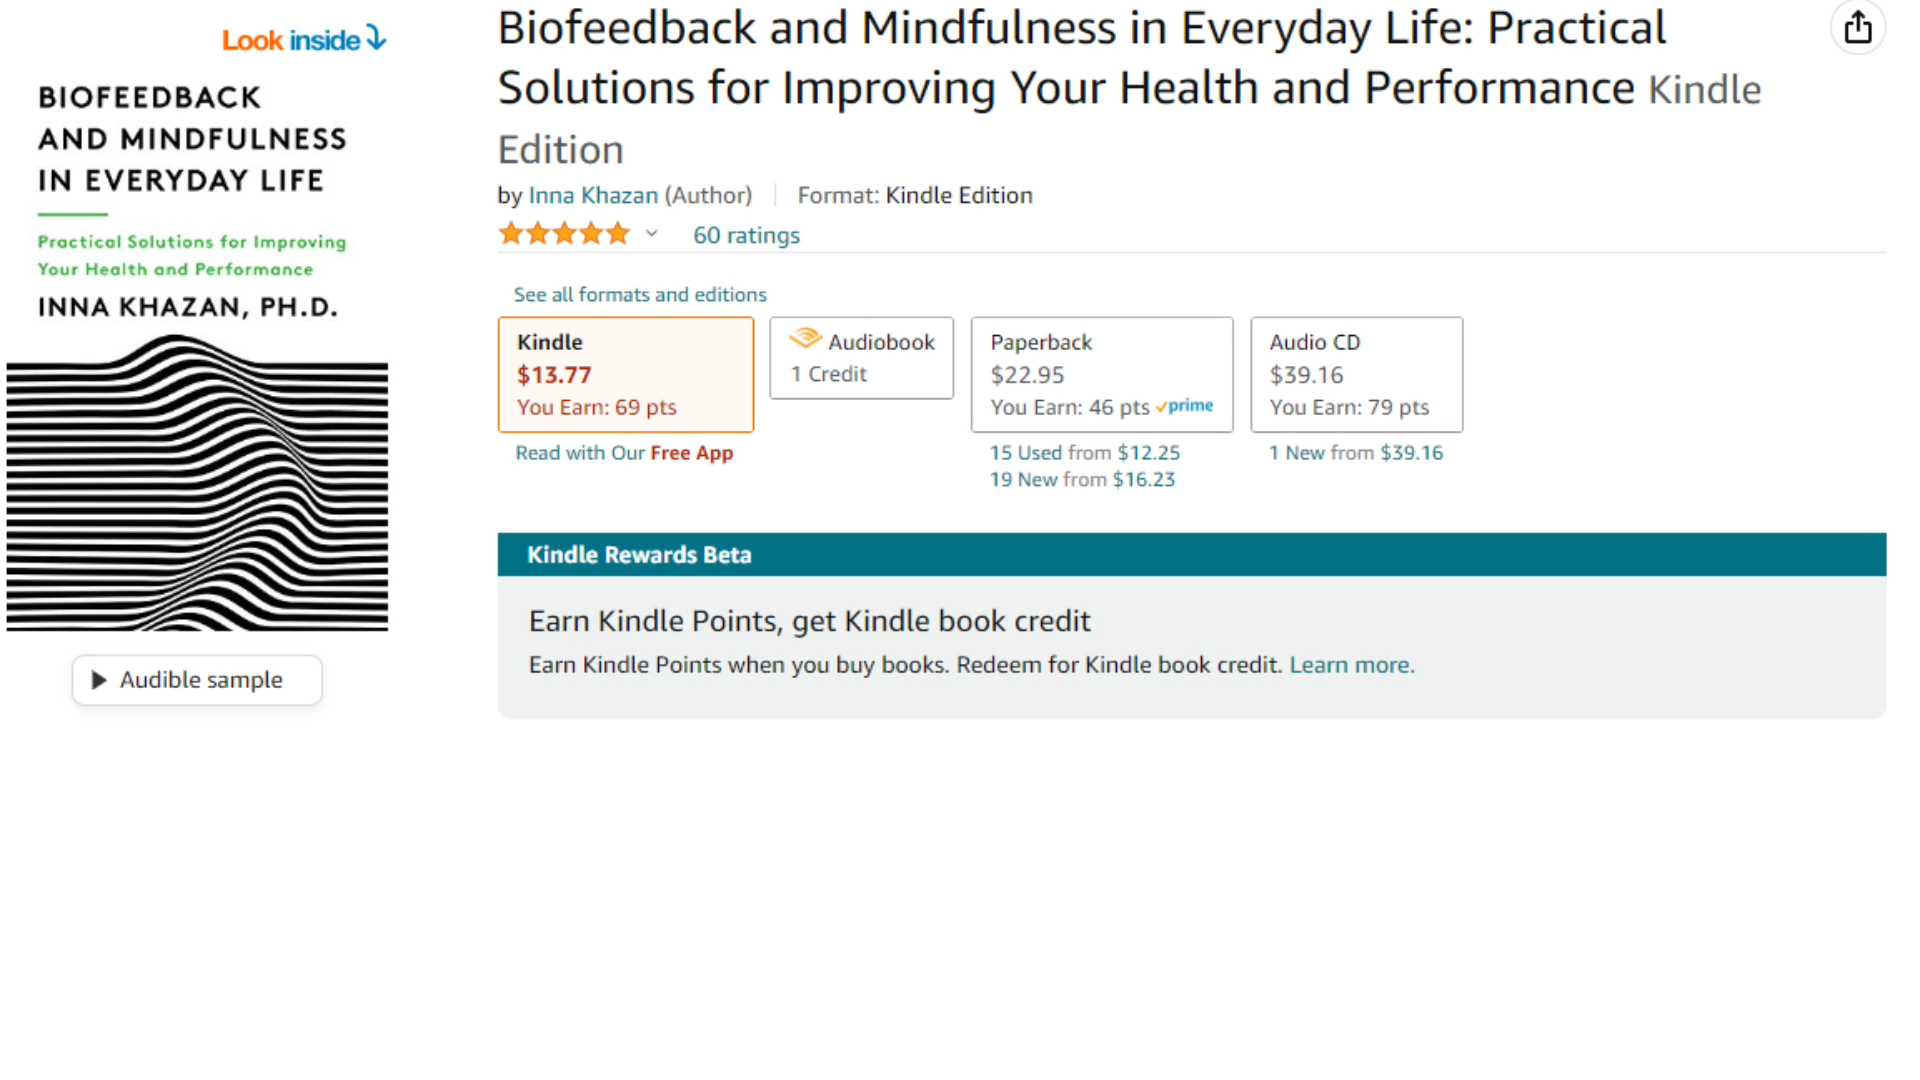 Look inside
BIOFEEDBACK
AND MINDFULNESS
IN EVERYDAY LIFE
Practical Solutions for Improving
Your Health and Performance
INNA KHAZAN, PH.D.
Audible sample
Biofeedback and Mindfulness in Everyday Life: Practical
Solutions for Improving Your Health and Performance Kindle
Edition
by Inna Khazan (Author) Format: Kindle Edition
60 ratings
See all formats and editions
Kindle
$13.77
You Earn: 69 pts
Read with Our Free App
Audiobook
1 Credit
Paperback
$22.95
You Earn: 46 pts prime
15 Used from $12.25
19 New from $16.23
Audio CD
$39.16
You Earn: 79 pts
1 New from $39.16
Kindle Rewards Beta
Earn Kindle Points, get Kindle book credit
Earn Kindle Points when you buy books. Redeem for Kindle book credit. Learn more.